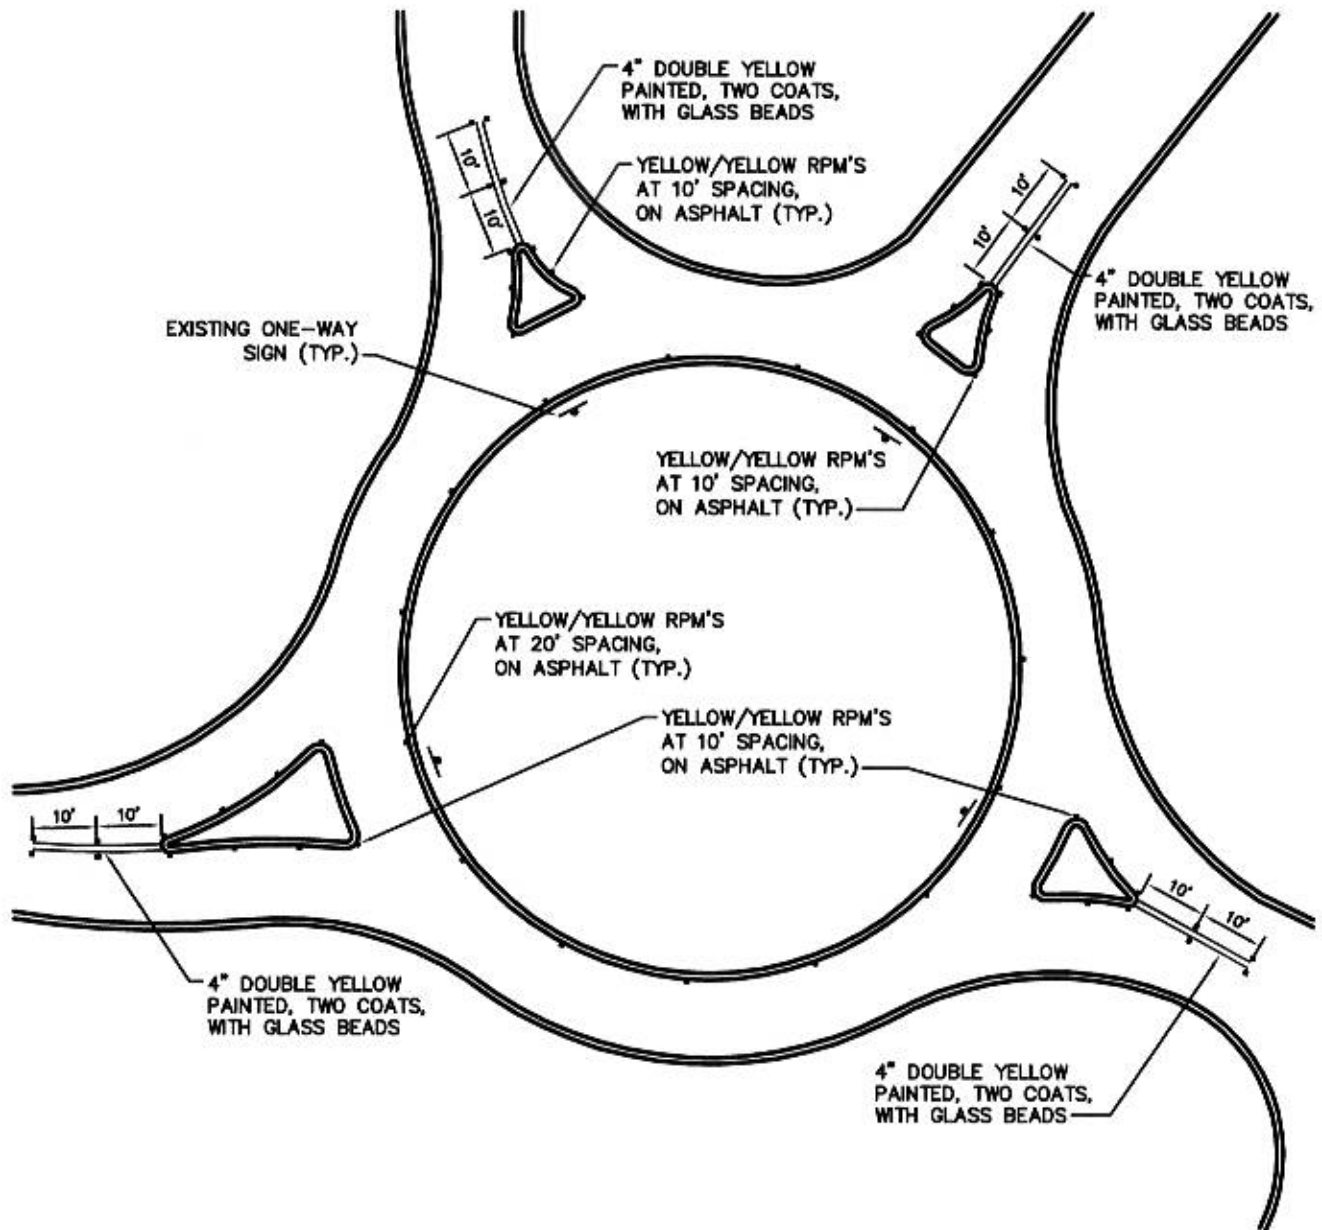 4" DOUBLE YELLOW
PAINTED, TWO COATS,
WITH GLASS BEADS
10'
10'
YELLOW/YELLOW RPM'S
AT 10' SPACING,
ON ASPHALT (TYP.)
10'
10'
4" DOUBLE YELLOW
PAINTED, TWO COATS,
WITH GLASS BEADS
EXISTING ONE-WAY
SIGN (TYP.)
YELLOW/YELLOW RPM'S
AT 10' SPACING,
ON ASPHALT (TYP.)
YELLOW/YELLOW RPM'S
AT 20' SPACING,
ON ASPHALT (TYP.)
YELLOW/YELLOW RPM'S
AT 10' SPACING,
ON ASPHALT (TYP.)
10'
10'
10'
10'
4" DOUBLE YELLOW
PAINTED, TWO COATS,
WITH GLASS BEADS
4" DOUBLE YELLOW
PAINTED, TWO COATS,
WITH GLASS BEADS